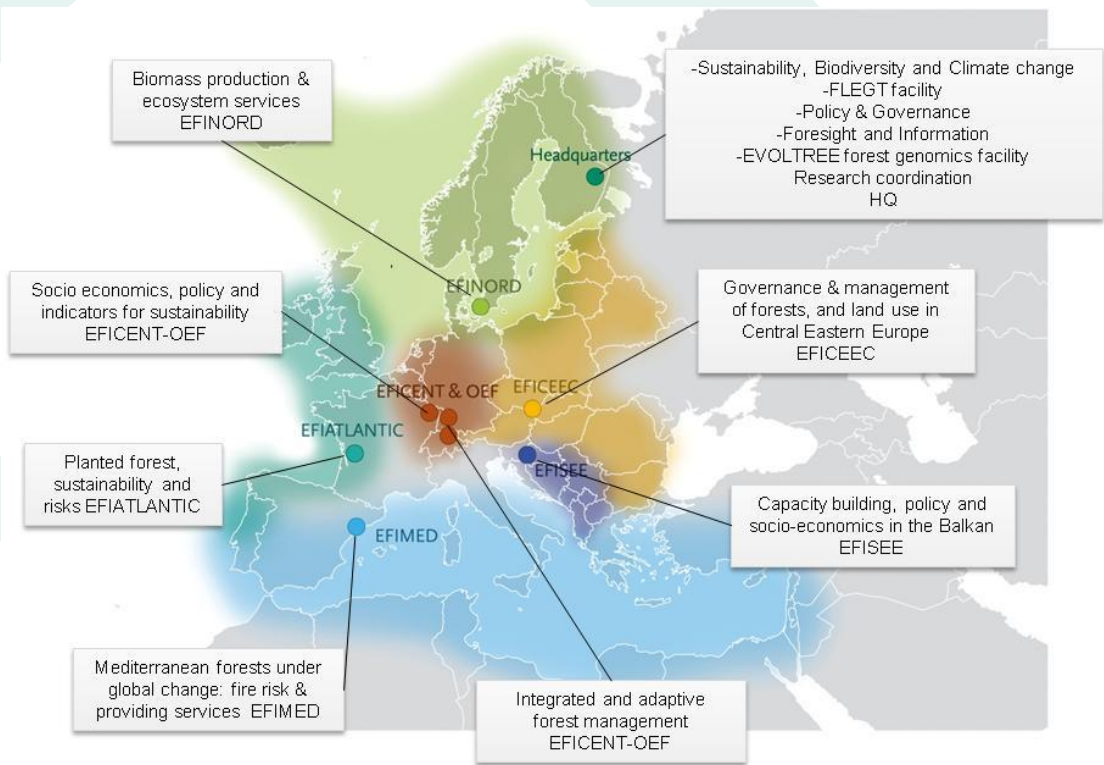 Biomass production &
ecosystem services
EFINORD
-Sustainability, Biodiversity and Climate change
-FLEGT facility
-Policy & Governance
-Foresight and Information
-EVOLTREE forest genomics facility
Research coordination
HQ
Headquarters
Socio economics, policy and
indicators for sustainability
EFICENT-OEF
EFINORD
Governance & management
of forests, and land use in
Central Eastern Europe
EFICEEC
EFICENT & OEF
EFICEEC
EFIATLANTIC
EFISEE
Planted forest,
sustainability and
risks EFIATLANTIC
Capacity building, policy and
socio-economics in the Balkan
EFISEE
EFIMED
Mediterranean forests under
global change: fire risk &
providing services EFIMED
Integrated and adaptive
forest management
EFICENT-OEF